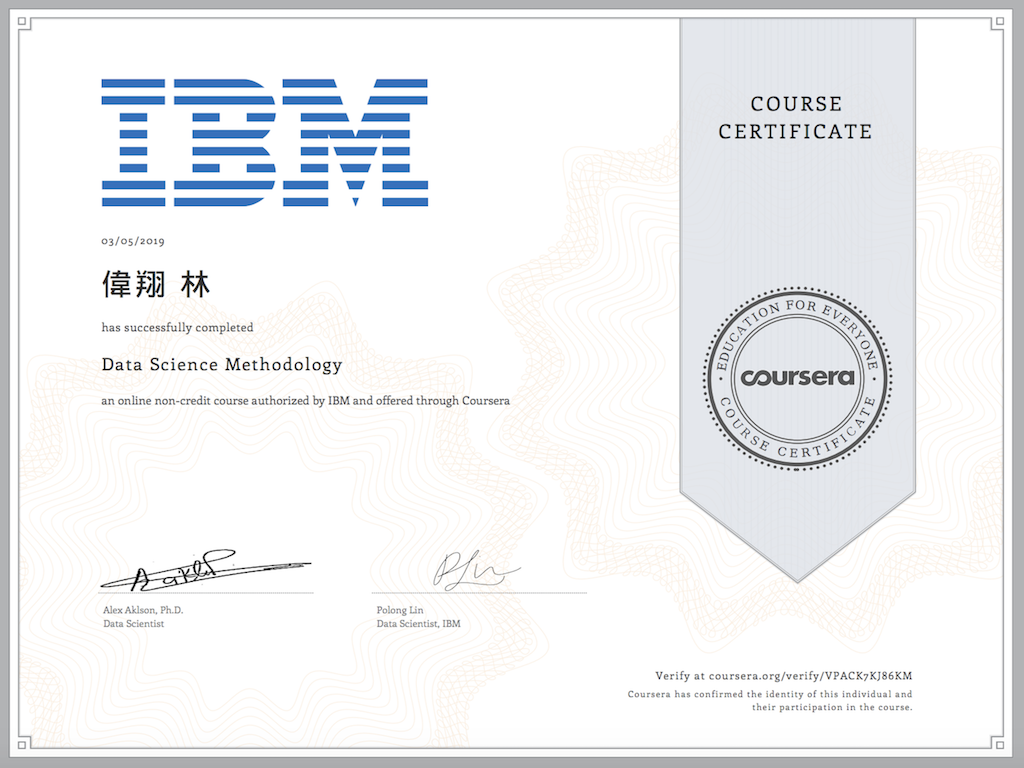 IBM
COURSE
CERTIFICATE
03/05/2019
偉翔 林
has successfully completed
Data Science Methodology
an online non-credit course authorized by IBM and offered through Coursera
EDUCATION FOR EVERYONE
coursera
COURSE CERTIFICATE
Alex Aklson, Ph.D.
Data Scientist
Polong Lin
Data Scientist, IBM
Verify at coursera.org/verify/VPACK7KJ86KM
Coursera has confirmed the identity of this individual and
their participation in the course.